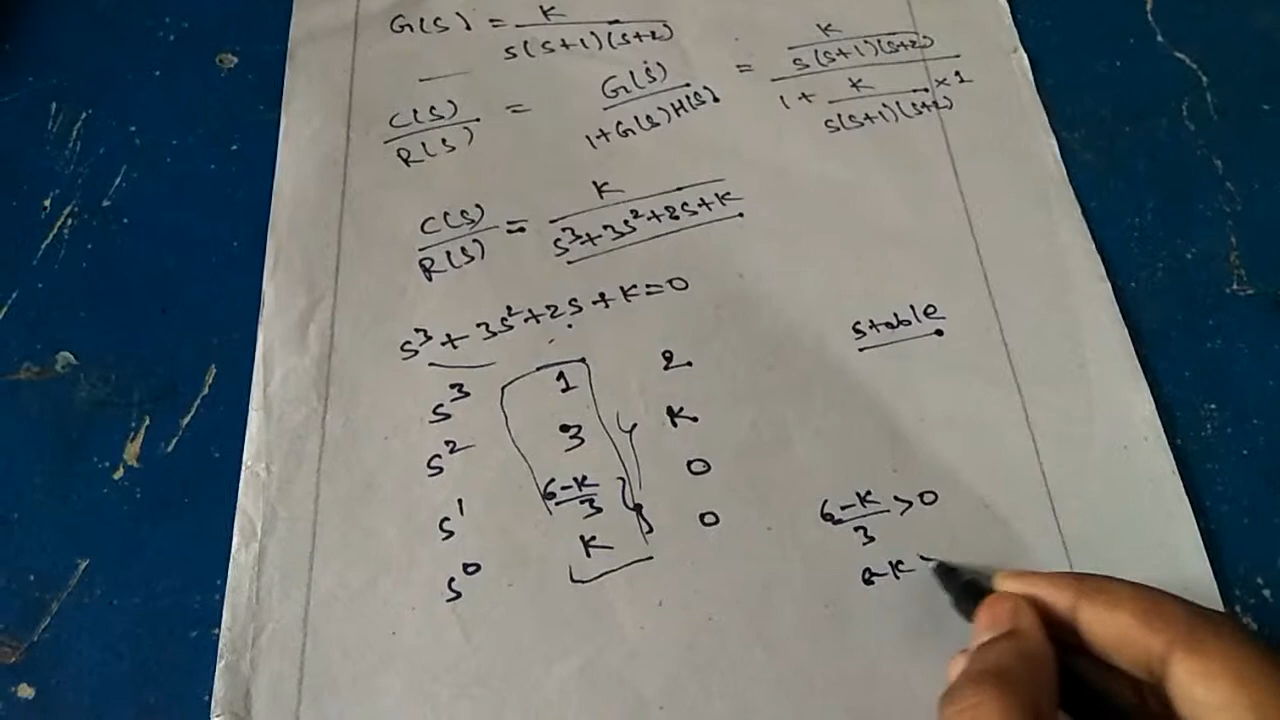 G(S) = K / S(S+1)(S+2)
C(S)/R(S) = G(S) / 1+G(S)H(S) = K / S(S+1)(S+2) / 1 + K / S(S+1)(S+2) × 1
C(S)/R(S) = K / S³+3S²+2S+K
S³+3S²+2S+K=0
stable
S³ 1 2
S² 3 K
S¹ 6-K/3 0
S⁰ K 0
6-K/3 >0
6-K